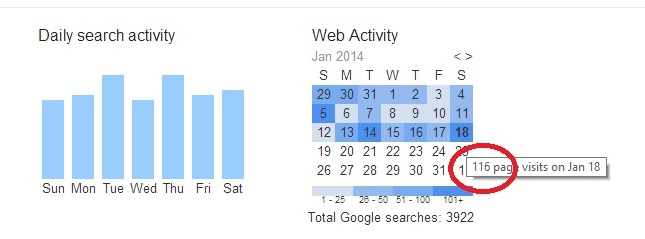 Daily search activity
Sun Mon Tue Wed Thu Fri Sat
Web Activity
Jan 2014 < >
S M T W T F S
29 30 31 1 2 3 4
5 6 7 8 9 10 11
12 13 14 15 16 17 18
19 20 21 22 23 24 25
26 27 28 29 30 31 1
116 page visits on Jan 18
1 - 25 26 - 50 51 - 100 101+
Total Google searches: 3922